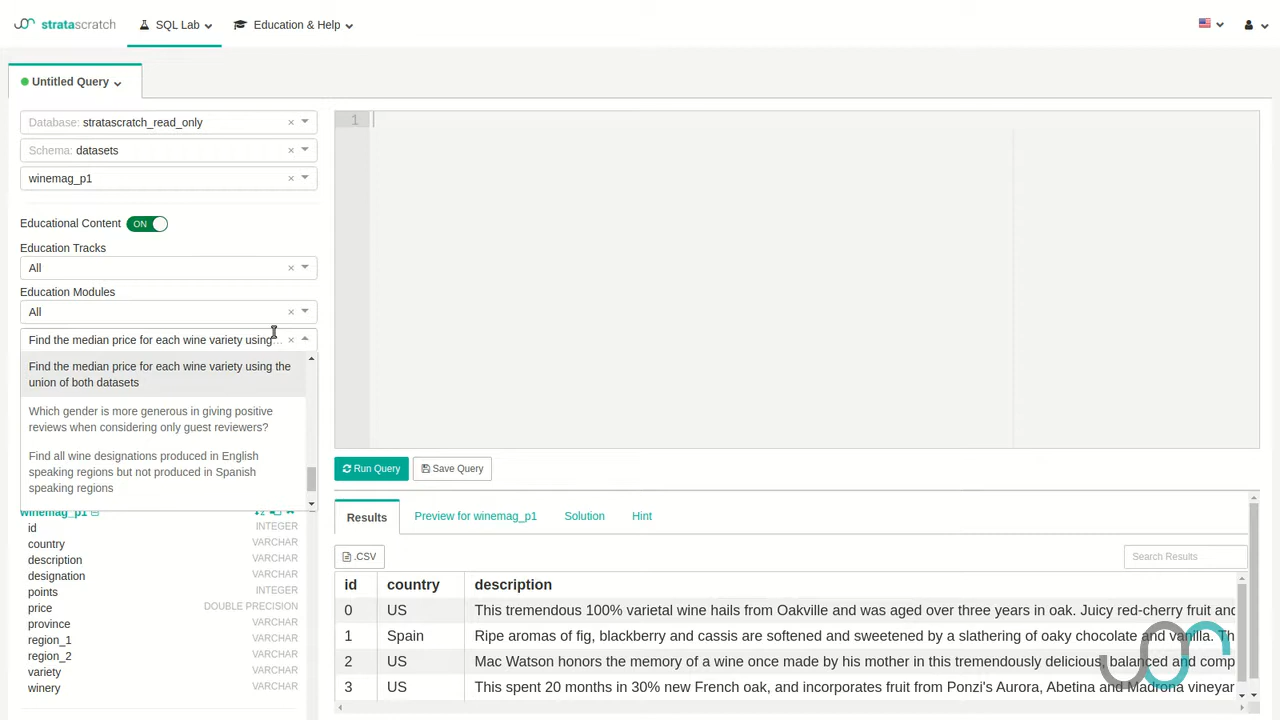 stratascratch
SQL Lab
Education & Help
Untitled Query
Database: stratascratch_read_only
Schema: datasets
winemag_p1
Educational Content ON
Education Tracks
All
Education Modules
All
Find the median price for each wine variety using...
Find the median price for each wine variety using the
union of both datasets
Which gender is more generous in giving positive
reviews when considering only guest reviewers?
Find all wine designations produced in English
speaking regions but not produced in Spanish
speaking regions
winemag_p1
id INTEGER
country VARCHAR
description VARCHAR
designation VARCHAR
points INTEGER
price DOUBLE PRECISION
province VARCHAR
region_1 VARCHAR
region_2 VARCHAR
variety VARCHAR
winery VARCHAR
1
Run Query Save Query
Results Preview for winemag_p1 Solution Hint
.CSV Search Results
id country description
0 US This tremendous 100% varietal wine hails from Oakville and was aged over three years in oak. Juicy red-cherry fruit and
1 Spain Ripe aromas of fig, blackberry and cassis are softened and sweetened by a slathering of oaky chocolate and vanilla. Th
2 US Mac Watson honors the memory of a wine once made by his mother in this tremendously delicious, balanced and comp
3 US This spent 20 months in 30% new French oak, and incorporates fruit from Ponzi's Aurora, Abetina and Madrona vineyar